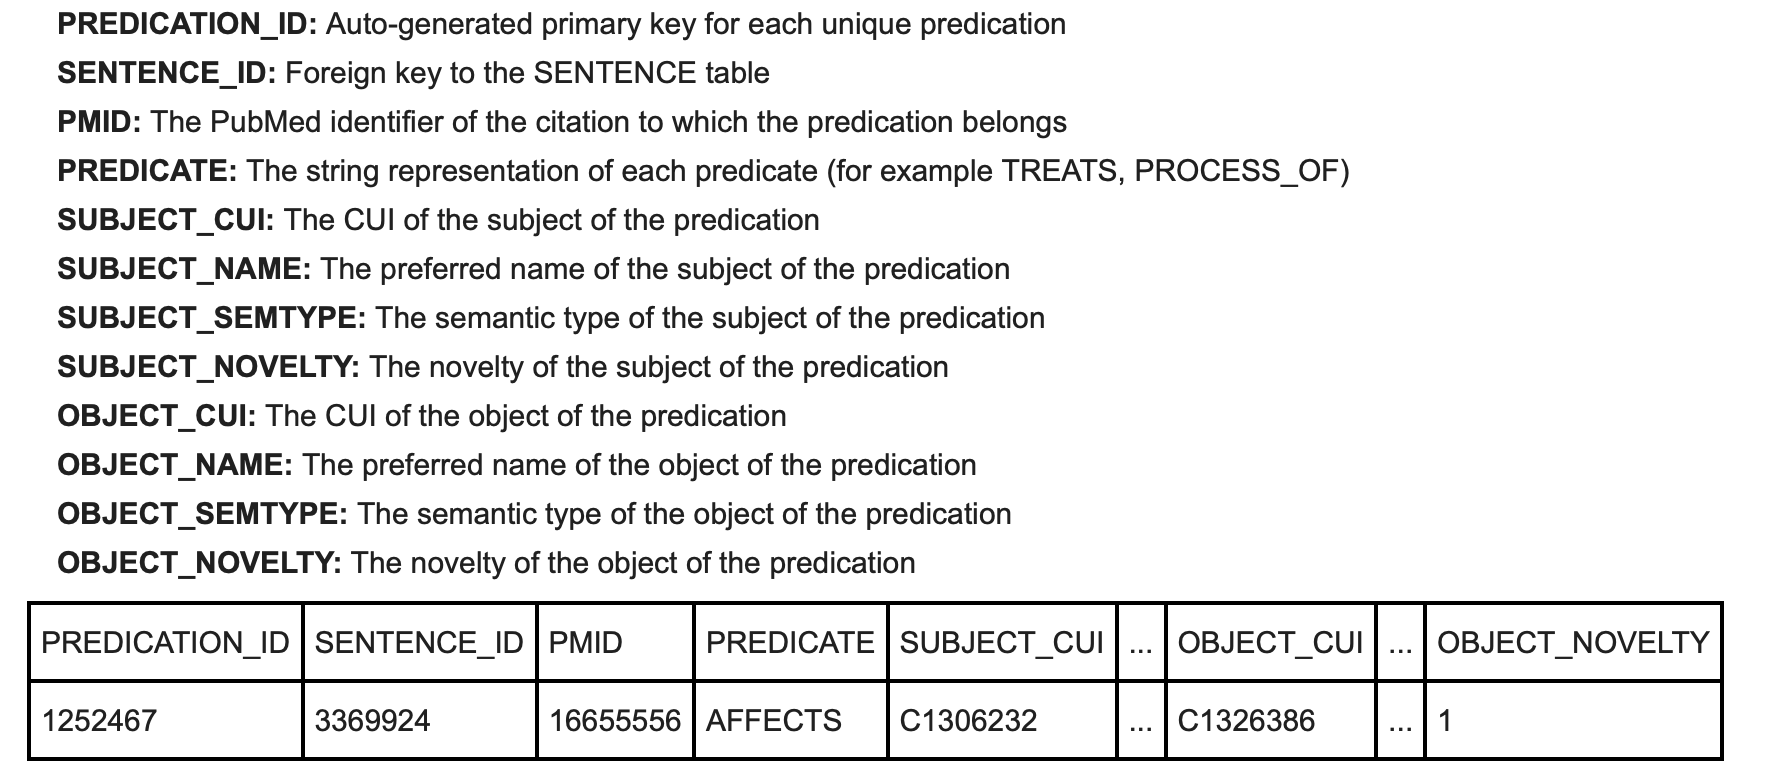 PREDICATION_ID: Auto-generated primary key for each unique predication
SENTENCE_ID: Foreign key to the SENTENCE table
PMID: The PubMed identifier of the citation to which the predication belongs
PREDICATE: The string representation of each predicate (for example TREATS, PROCESS_OF)
SUBJECT_CUI: The CUI of the subject of the predication
SUBJECT_NAME: The preferred name of the subject of the predication
SUBJECT_SEMTYPE: The semantic type of the subject of the predication
SUBJECT_NOVELTY: The novelty of the subject of the predication
OBJECT_CUI: The CUI of the object of the predication
OBJECT_NAME: The preferred name of the object of the predication
OBJECT_SEMTYPE: The semantic type of the object of the predication
OBJECT_NOVELTY: The novelty of the object of the predication
PREDICATION_ID SENTENCE_ID PMID PREDICATE SUBJECT_CUI ... OBJECT_CUI ... OBJECT_NOVELTY
1252467 3369924 16655556 AFFECTS C1306232 ... C1326386 ... 1